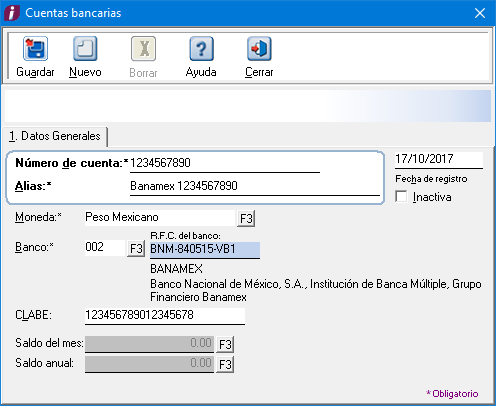 Cuentas bancarias
Guardar Nuevo Borrar Ayuda Cerrar
1. Datos Generales
Número de cuenta:* 1234567890
17/10/2017
Fecha de registro
Alias:* Banamex 1234567890
Inactiva
Moneda:* Peso Mexicano F3
R.F.C. del banco:
Banco:* 002 F3 BNM-840515-VB1
BANAMEX
Banco Nacional de México, S.A., Institución de Banca Múltiple, Grupo
Financiero Banamex
CLABE: 123456789012345678
Saldo del mes: 0.00 F3
Saldo anual: 0.00 F3
* Obligatorio